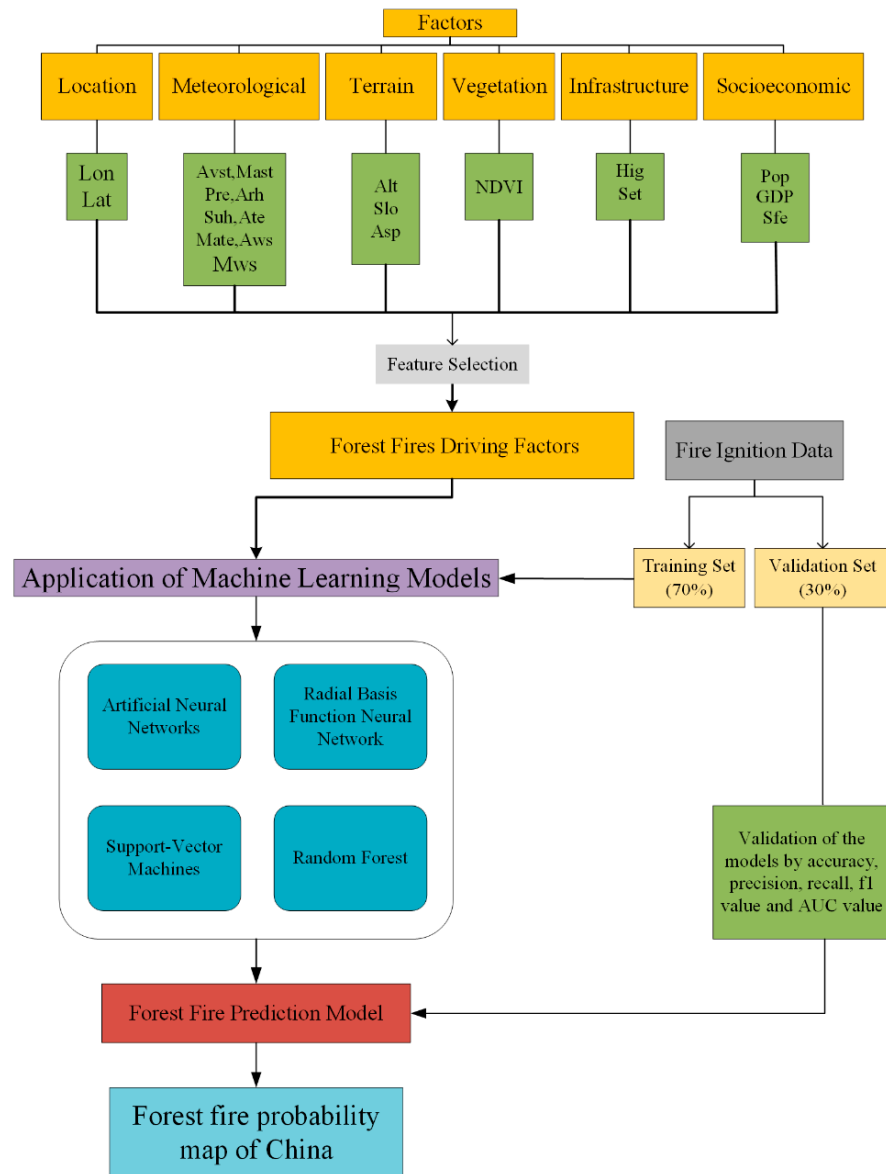 Factors
Location
Meteorological
Terrain
Vegetation
Infrastructure
Socioeconomic
Lon
Lat
Avst,Mast
Pre,Arh
Suh,Ate
Mate,Aws
Mws
Alt
Slo
Asp
NDVI
Hig
Set
Pop
GDP
Sfe
Feature Selection
Forest Fires Driving Factors
Fire Ignition Data
Application of Machine Learning Models
Training Set
(70%)
Validation Set
(30%)
Artificial Neural
Networks
Radial Basis
Function Neural
Network
Support-Vector
Machines
Random Forest
Validation of the
models by accuracy,
precision, recall, f1
value and AUC value
Forest Fire Prediction Model
Forest fire probability
map of China